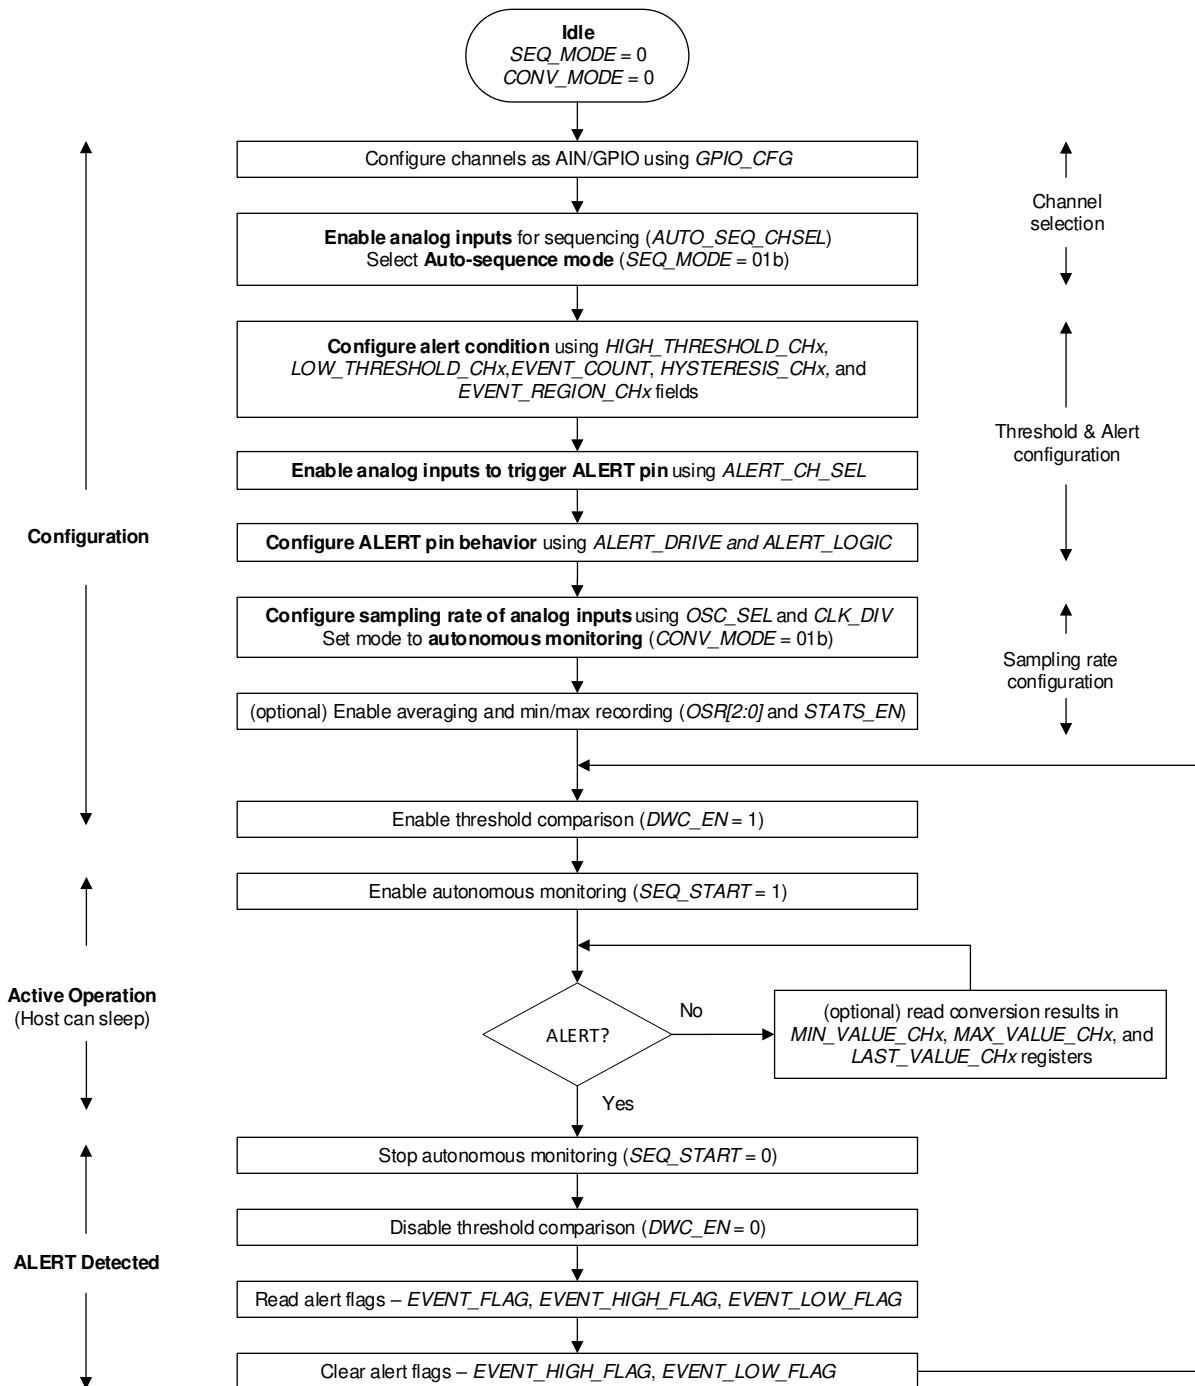 Idle
SEQ_MODE = 0
CONV_MODE = 0
Configure channels as AIN/GPIO using GPIO_CFG
Channel
selection
Enable analog inputs for sequencing (AUTO_SEQ_CHSEL)
Select Auto-sequence mode (SEQ_MODE = 01b)
Configure alert condition using HIGH_THRESHOLD_CHx,
LOW_THRESHOLD_CHx,EVENT_COUNT, HYSTERESIS_CHx, and
EVENT_REGION_CHx fields
Threshold & Alert
configuration
Enable analog inputs to trigger ALERT pin using ALERT_CH_SEL
Configuration
Configure ALERT pin behavior using ALERT_DRIVE and ALERT_LOGIC
Configure sampling rate of analog inputs using OSC_SEL and CLK_DIV
Set mode to autonomous monitoring (CONV_MODE = 01b)
Sampling rate
configuration
(optional) Enable averaging and min/max recording (OSR[2:0] and STATS_EN)
Enable threshold comparison (DWC_EN = 1)
Enable autonomous monitoring (SEQ_START = 1)
Active Operation
(Host can sleep)
ALERT?
No
(optional) read conversion results in
MIN_VALUE_CHx, MAX_VALUE_CHx, and
LAST_VALUE_CHx registers
Yes
Stop autonomous monitoring (SEQ_START = 0)
Disable threshold comparison (DWC_EN = 0)
ALERT Detected
Read alert flags – EVENT_FLAG, EVENT_HIGH_FLAG, EVENT_LOW_FLAG
Clear alert flags – EVENT_HIGH_FLAG, EVENT_LOW_FLAG